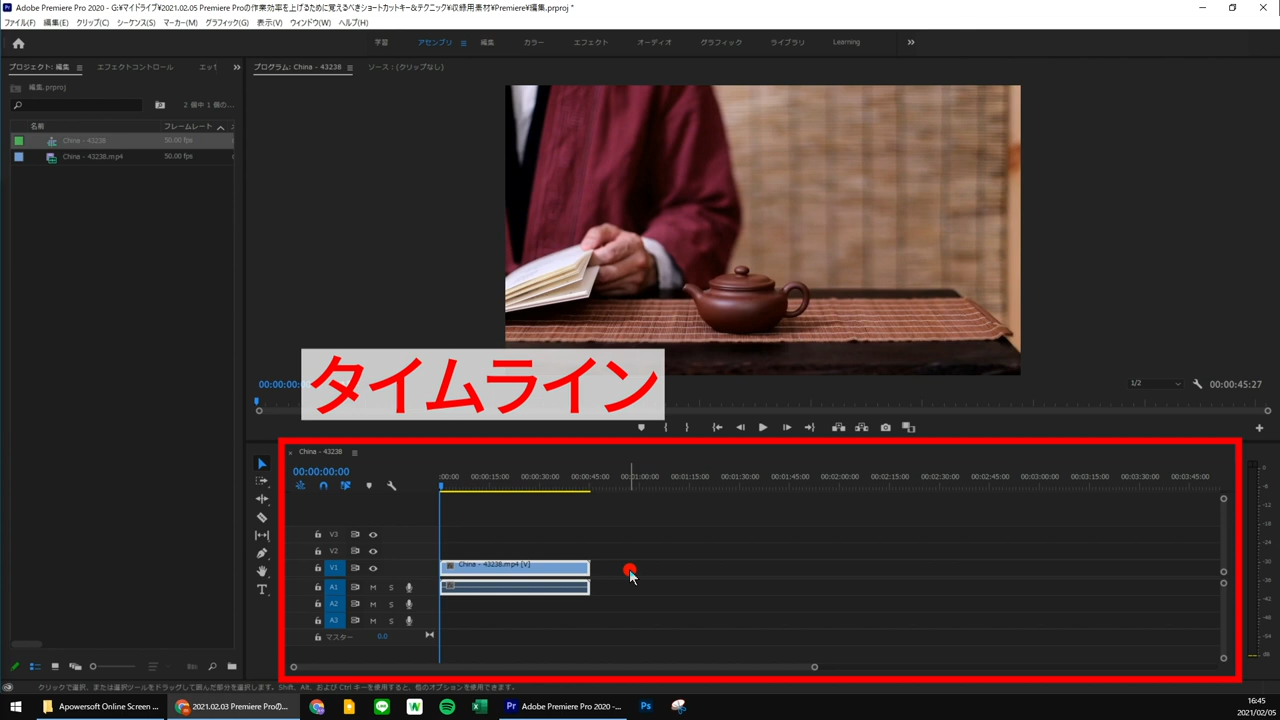 Adobe Premiere Pro 2020 - G:¥マイドライブ¥2021.02.05 Premiere Proの作業効率を上げるために覚えるべきショートカットキー&テクニック¥収録用素材¥Premiere¥編集.prproj *
ファイル(F) 編集(E) クリップ(C) シーケンス(S) マーカー(M) グラフィック(G) 表示(V) ウィンドウ(W) ヘルプ(H)
学習 アセンブリ 編集 カラー エフェクト オーディオ グラフィック ライブラリ Learning
プロジェクト: 編集 エフェクトコントロール エッ プログラム: China - 43238 ソース: (クリップなし)
編集.prproj
2 個中 1 個の...
名前 フレームレート
China - 43238 50.00 fps
China - 43238.mp4 50.00 fps
00:00:00:0 1/2 00:00:45:27
タイムライン
China - 43238
00:00:00:00
:00:00 00:00:15:00 00:00:30:00 00:00:45:00 00:01:00:00 00:01:15:00 00:01:30:00 00:01:45:00 00:02:00:00 00:02:15:00 00:02:30:00 00:02:45:00 00:03:00:00 00:03:15:00 00:03:30:00 00:03:45:00
V3
V2
V1 China - 43238.mp4 [V]
A1 M S
A2 M S
A3 M S
マスター 0.0
0
-6
-12
-18
-24
-30
-36
-42
-48
-54
dB
クリックで選択、または選択ツールをドラッグして囲んだ部分を選択します。Shift、Alt、および Ctrl キーを使用すると、他のオプションを使用できます。
Apowersoft Online Screen ... 2021.02.03 Premiere Proの... Adobe Premiere Pro 2020 -...
16:45
2021/02/05